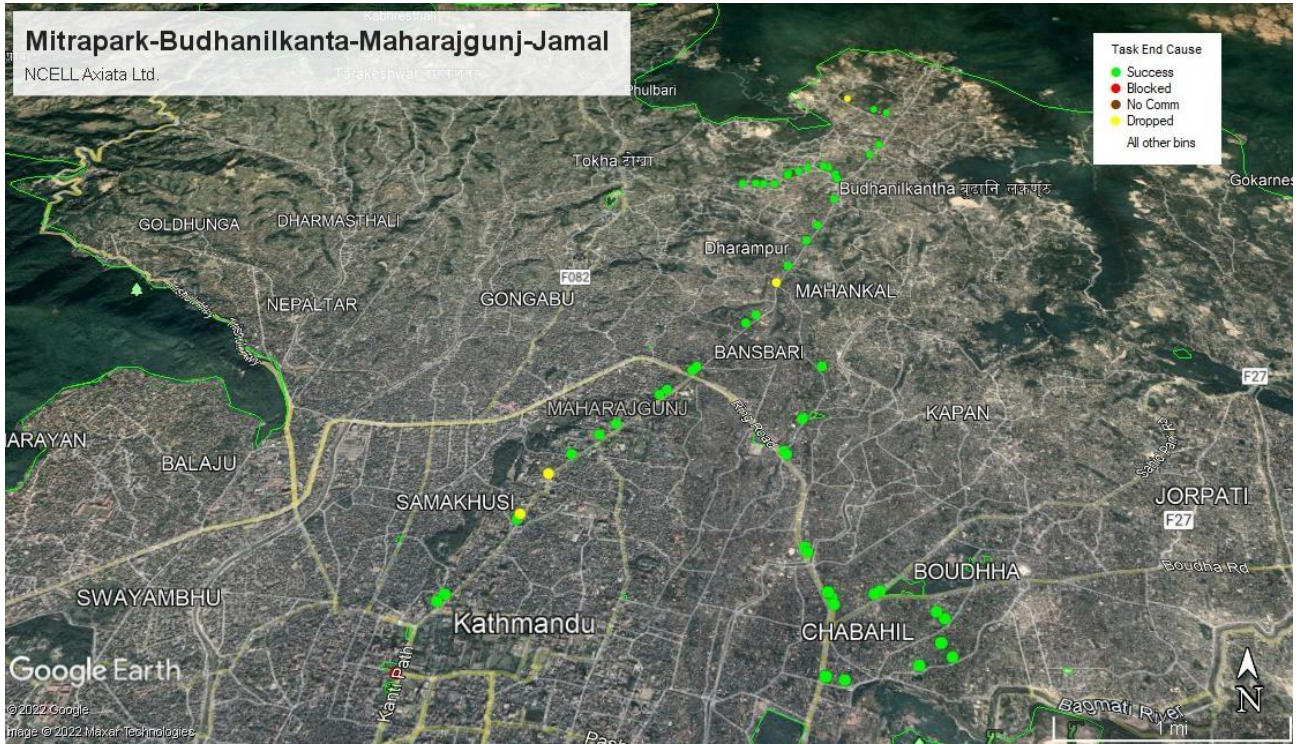 Mitrapark-Budhanilkanta-Maharajgunj-Jamal
NCELL Axiata Ltd.
Task End Cause
Success
Blocked
No Comm
Dropped
All other bins
Phulbari
Tokha टोखा
Gokarnes
Budhanilkantha
GOLDHUNGA
DHARMASTHALI
Dharampur
F082
NEPALTAR
GONGABU
MAHANKAL
BANSBARI
F27
MAHARAJGUNJ
Ring Road
KAPAN
ARAYAN
BALAJU
SAMAKHUSI
JORPATI
F27
BOUDHHA
Boudha Rd
SWAYAMBHU
Kathmandu
CHABAHIL
Google Earth
Kanti Path
N
Bagmati River
1 mi
© 2022 Google
Image © 2022 Maxar Technologies